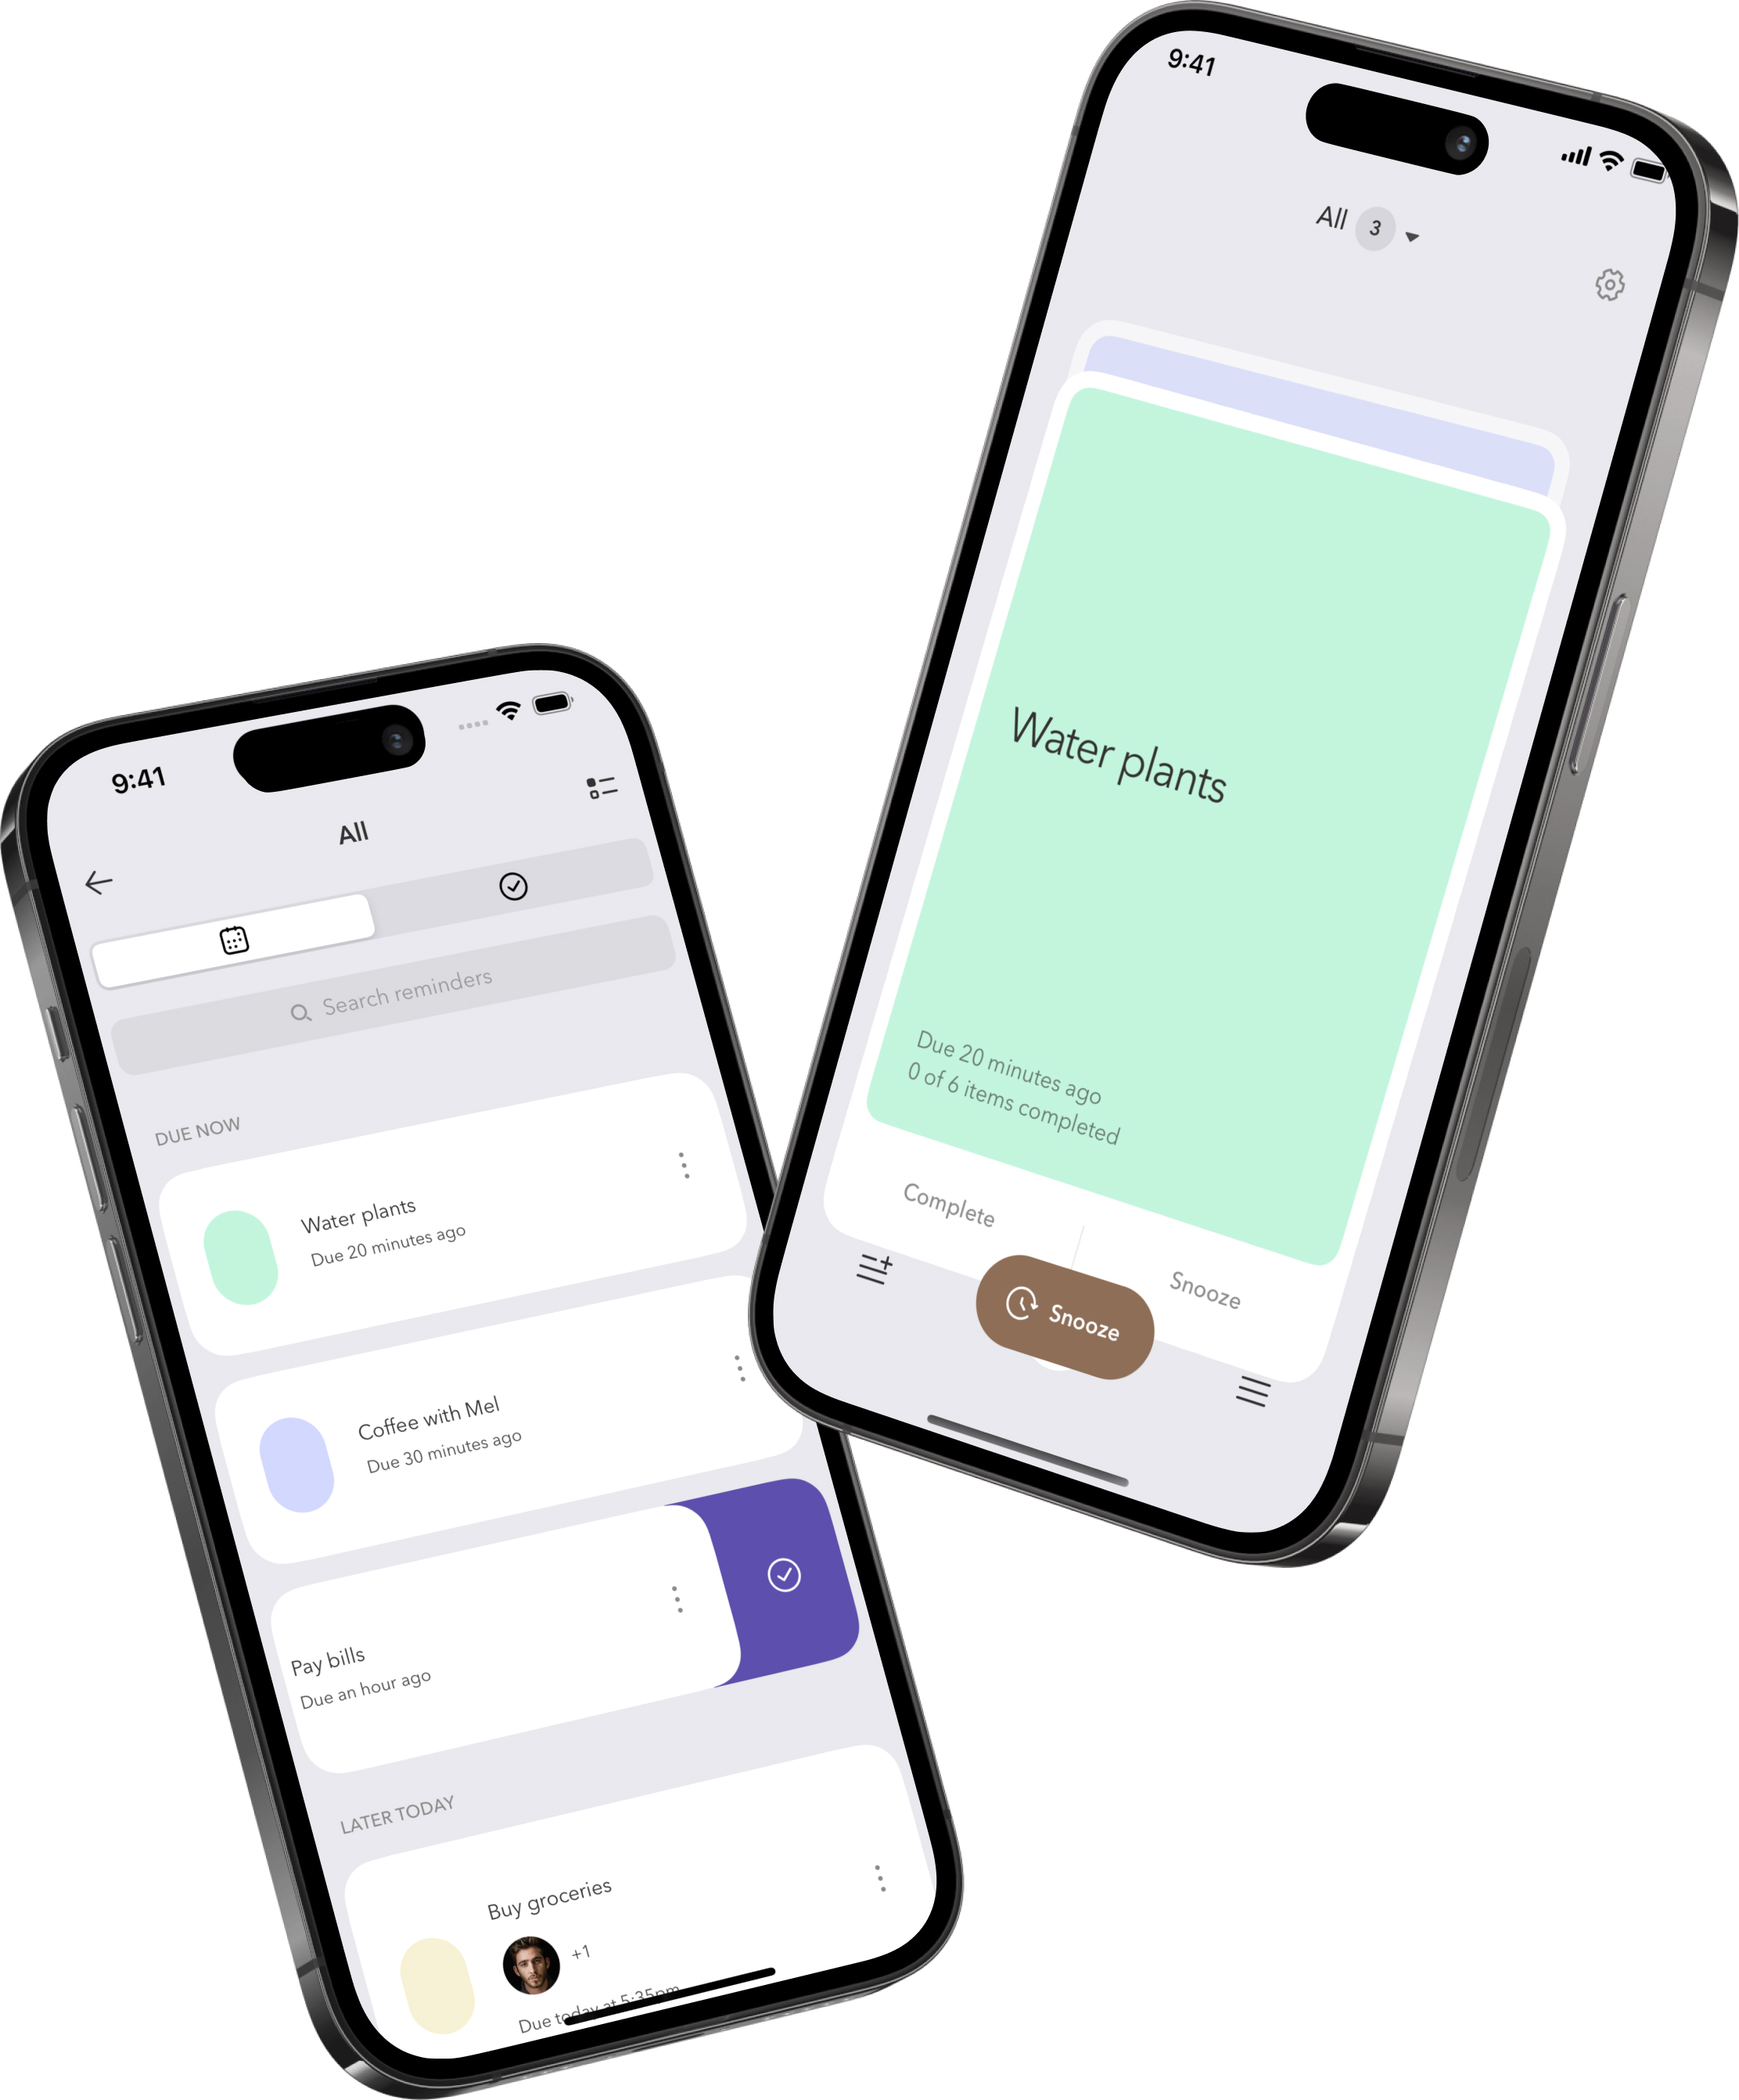 9:41
All
Search reminders
DUE NOW
Water plants
Due 20 minutes ago
Coffee with Mel
Due 30 minutes ago
Pay bills
Due an hour ago
LATER TODAY
Buy groceries
+1
Due today at 5:35pm
9:41
All 3
Water plants
Due 20 minutes ago
0 of 6 items completed
Complete
Snooze
Snooze